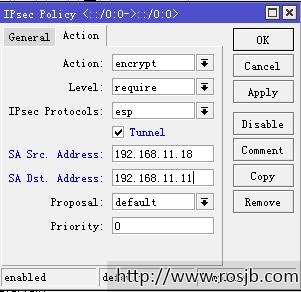 IPsec Policy <::/0:0->::/0:0>
General Action
Action: encrypt
Level: require
IPsec Protocols: esp
Tunnel
SA Src. Address: 192.168.11.18
SA Dst. Address: 192.168.11.11
Proposal: default
Priority: 0
OK
Cancel
Apply
Disable
Comment
Copy
Remove
enabled
http://www.rosjb.com